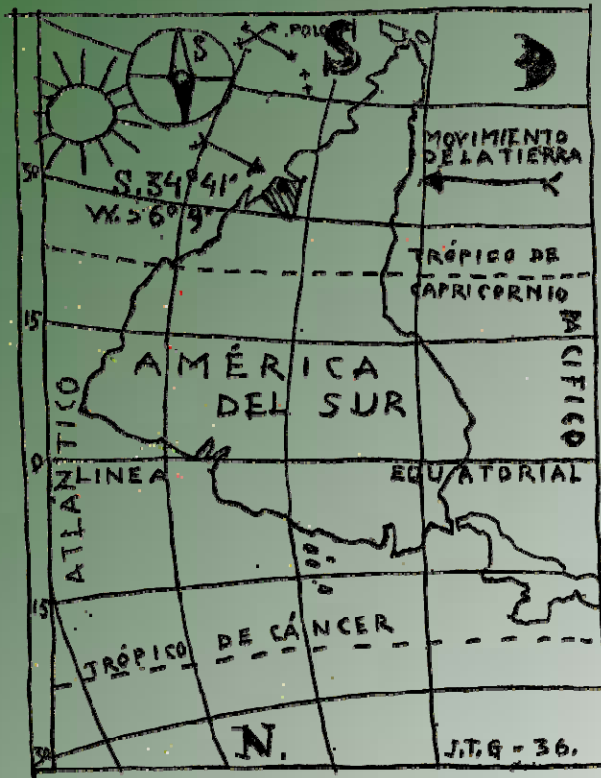 POLO
S
S
MOVIMIENTO
DE LA TIERRA
30
S. 34° 41'
W. 56° 9'
TRÓPICO DE
CAPRICORNIO
15
AMÉRICA
DEL SUR
PACIFICO
ATLÁNTICO
0
LINEA EQUATORIAL
15
TRÓPICO DE CÁNCER
30
N.
J.T.G - 36.